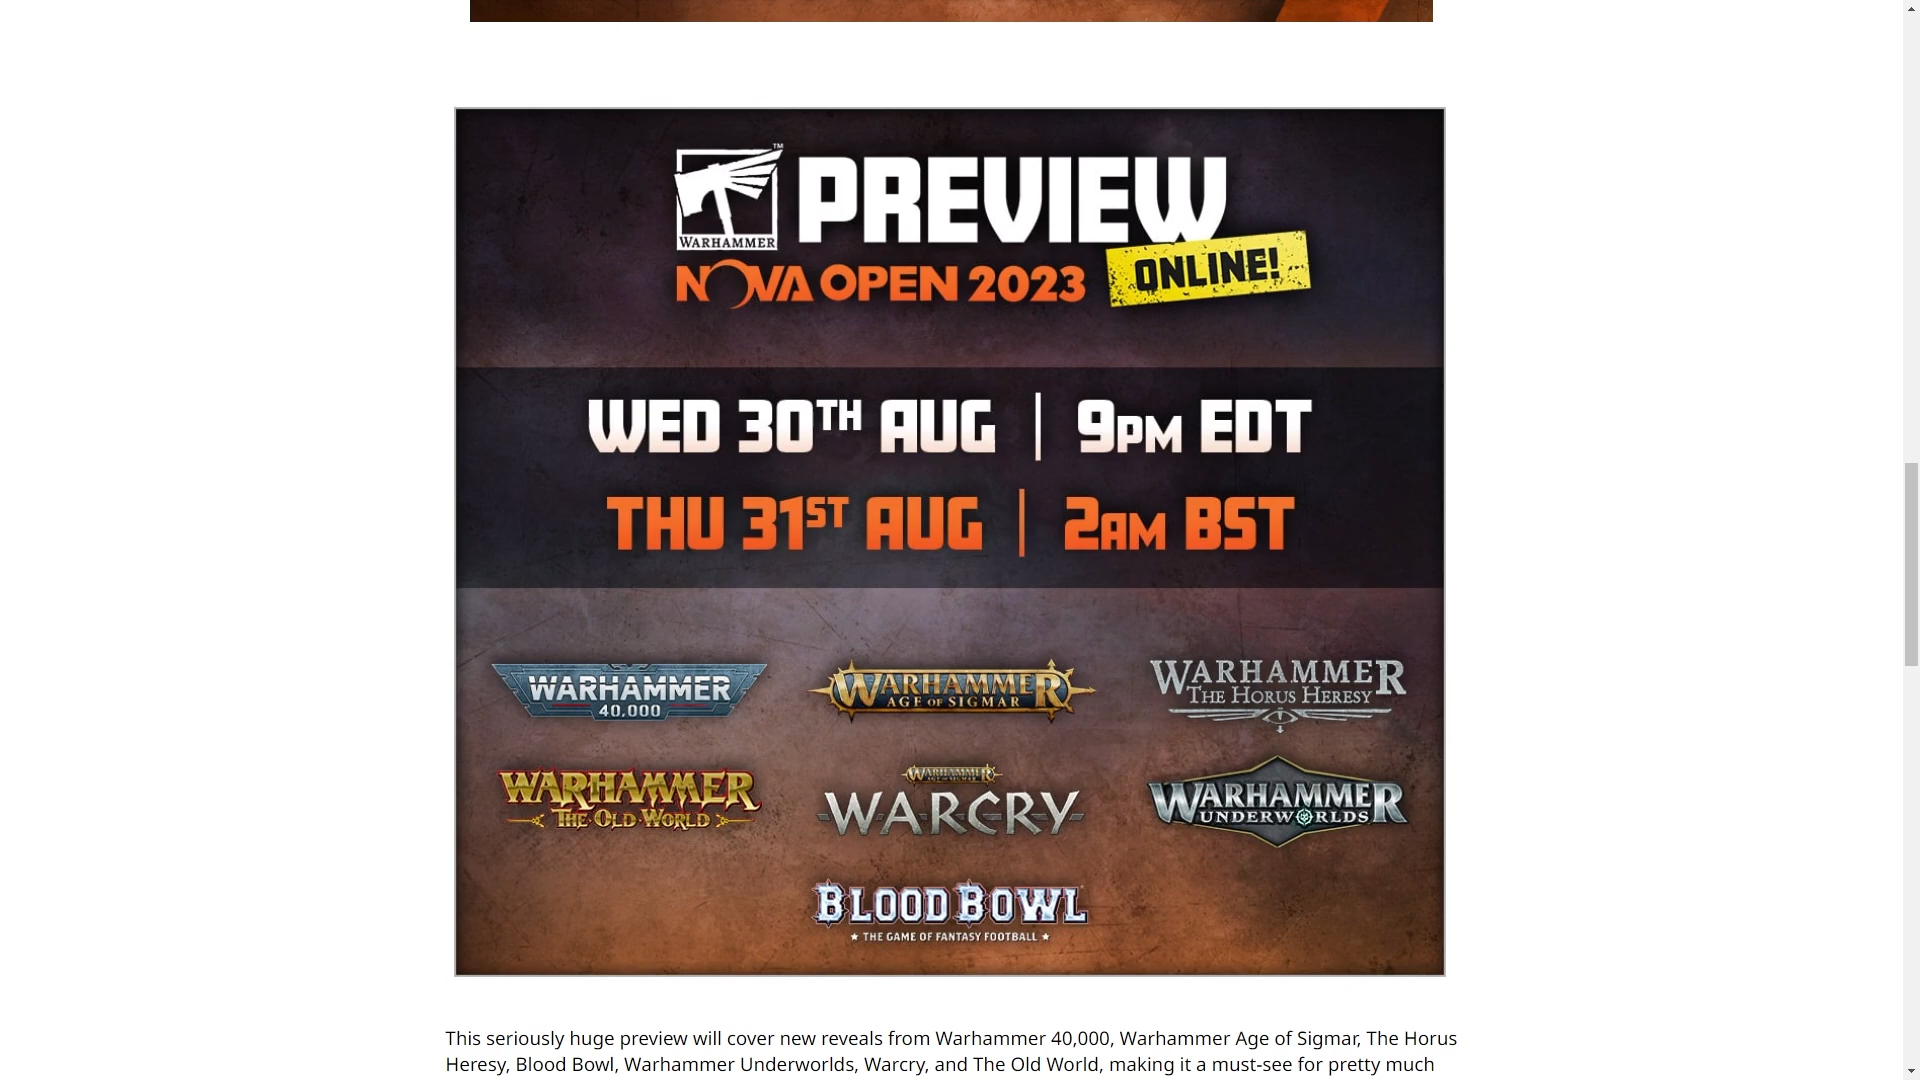 WARHAMMER™ PREVIEW
NOVA OPEN 2023 ONLINE!
WED 30TH AUG | 9PM EDT
THU 31ST AUG | 2AM BST
WARHAMMER
40,000
WARHAMMER
AGE OF SIGMAR
WARHAMMER
THE HORUS HERESY
WARHAMMER
THE OLD WORLD
WARHAMMER
AGE OF SIGMAR
WARCRY
WARHAMMER
UNDERWORLDS
BLOOD BOWL
★ THE GAME OF FANTASY FOOTBALL ★
This seriously huge preview will cover new reveals from Warhammer 40,000, Warhammer Age of Sigmar, The Horus
Heresy, Blood Bowl, Warhammer Underworlds, Warcry, and The Old World, making it a must-see for pretty much